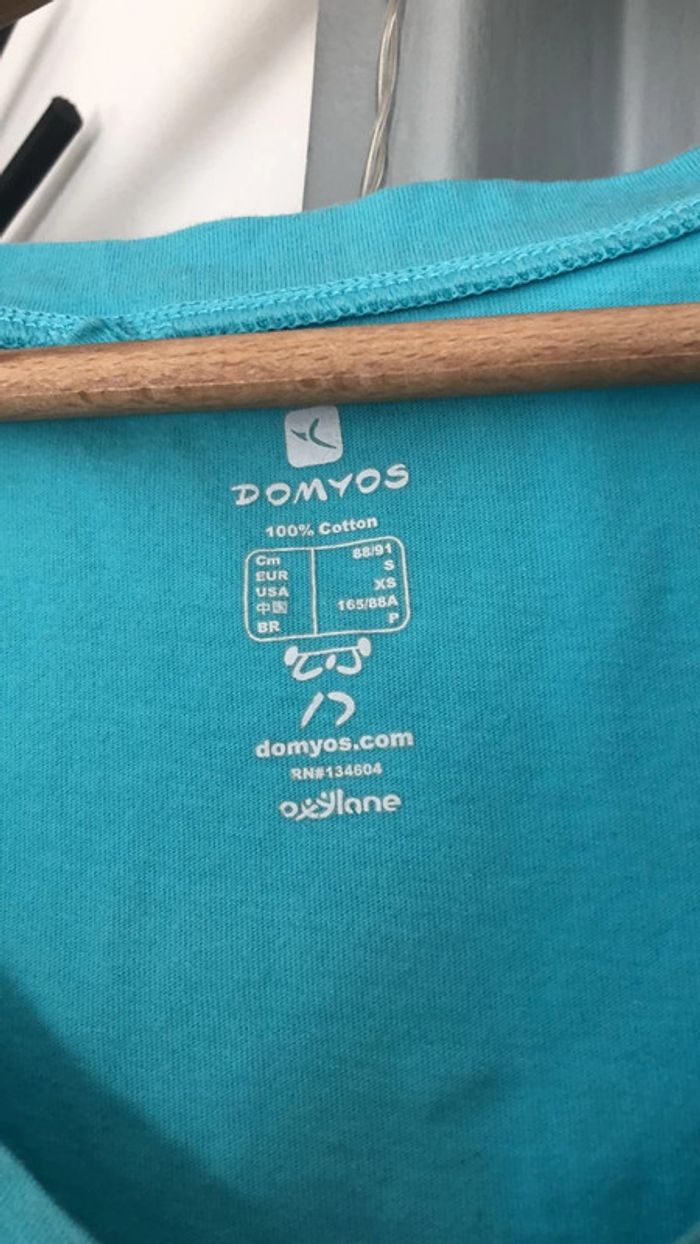 DOMYOS
100% Cotton
Cm 88/91
EUR S
USA XS
中国 165/88A
BR P
domyos.com
RN#134604
oxylane